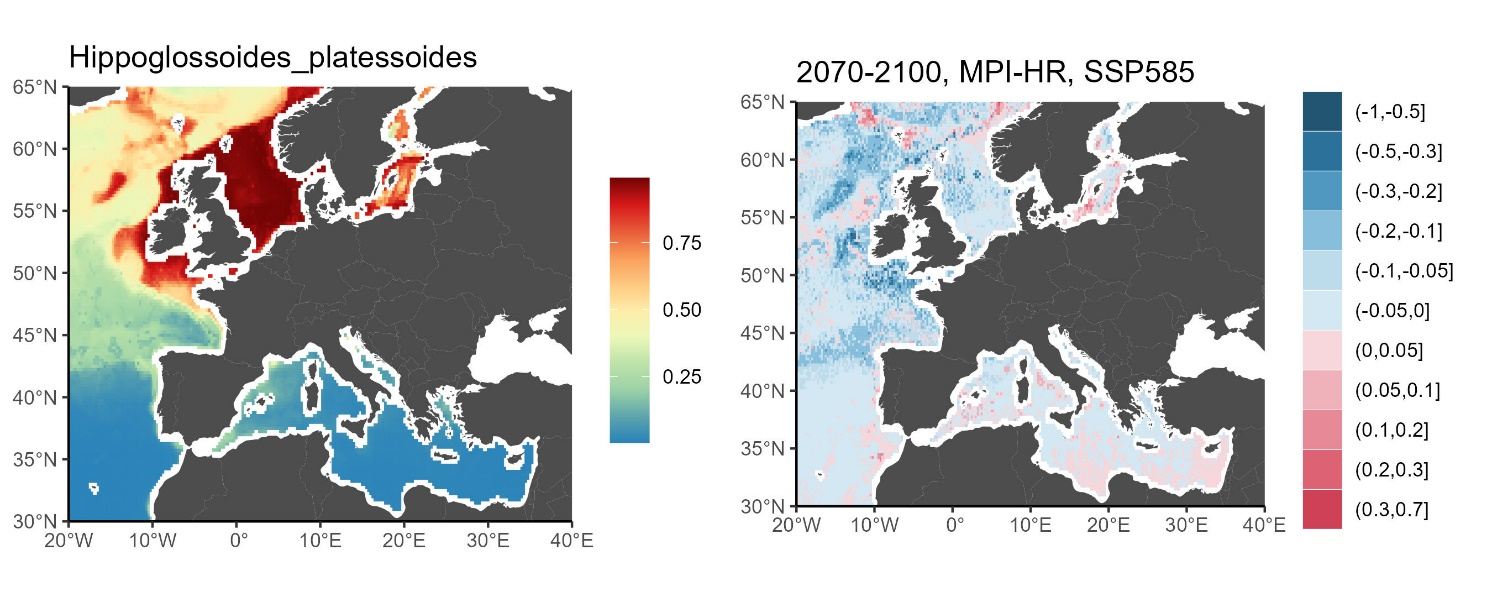 Hippoglossoides_platessoides
65°N
60°N
55°N
50°N
45°N
40°N
35°N
30°N
20°W 10°W 0° 10°E 20°E 30°E 40°E
0.75
0.50
0.25
2070-2100, MPI-HR, SSP585
65°N
60°N
55°N
50°N
45°N
40°N
35°N
30°N
20°W 10°W 0° 10°E 20°E 30°E 40°E
(-1,-0.5]
(-0.5,-0.3]
(-0.3,-0.2]
(-0.2,-0.1]
(-0.1,-0.05]
(-0.05,0]
(0,0.05]
(0.05,0.1]
(0.1,0.2]
(0.2,0.3]
(0.3,0.7]